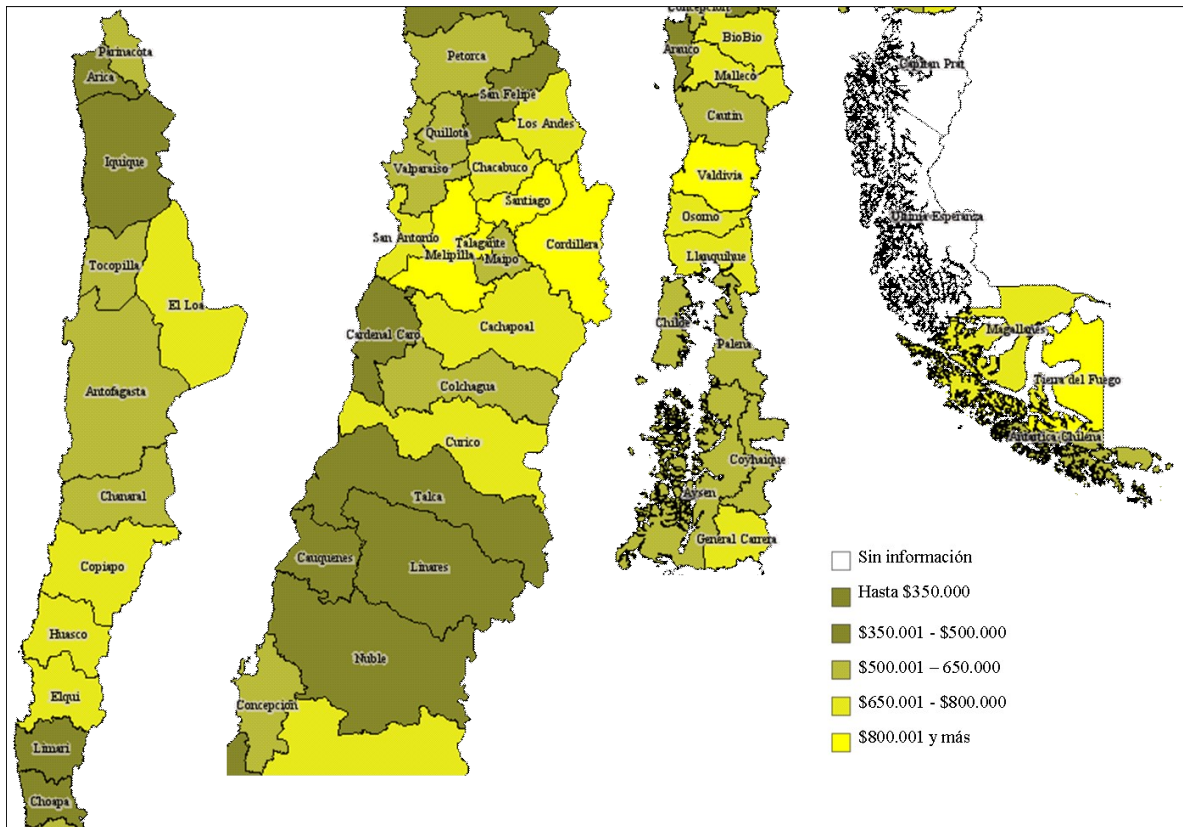 Parinacota
Arica
Iquique
Tocopilla
El Loa
Antofagasta
Chanaral
Copiapo
Huasco
Elqui
Limari
Choapa
Petorca
San Felipe
Los Andes
Quillota
Valparaiso
Chacabuco
Santiago
San Antonio
Talagante
Melipilla
Maipo
Cordillera
Cardenal Caro
Cachapoal
Colchagua
Curico
Talca
Cauquenes
Linares
Nuble
Concepción
Concepcion
Arauco
BioBio
Malleco
Cautin
Valdivia
Osorno
Llanquihue
Chiloe
Palena
Coyhaique
Aysen
General Carrera
Capitan Prat
Ultima Esperanza
Magallanes
Tierra del Fuego
Antartica Chilena
Sin información
Hasta $350.000
$350.001 - $500.000
$500.001 – 650.000
$650.001 - $800.000
$800.001 y más